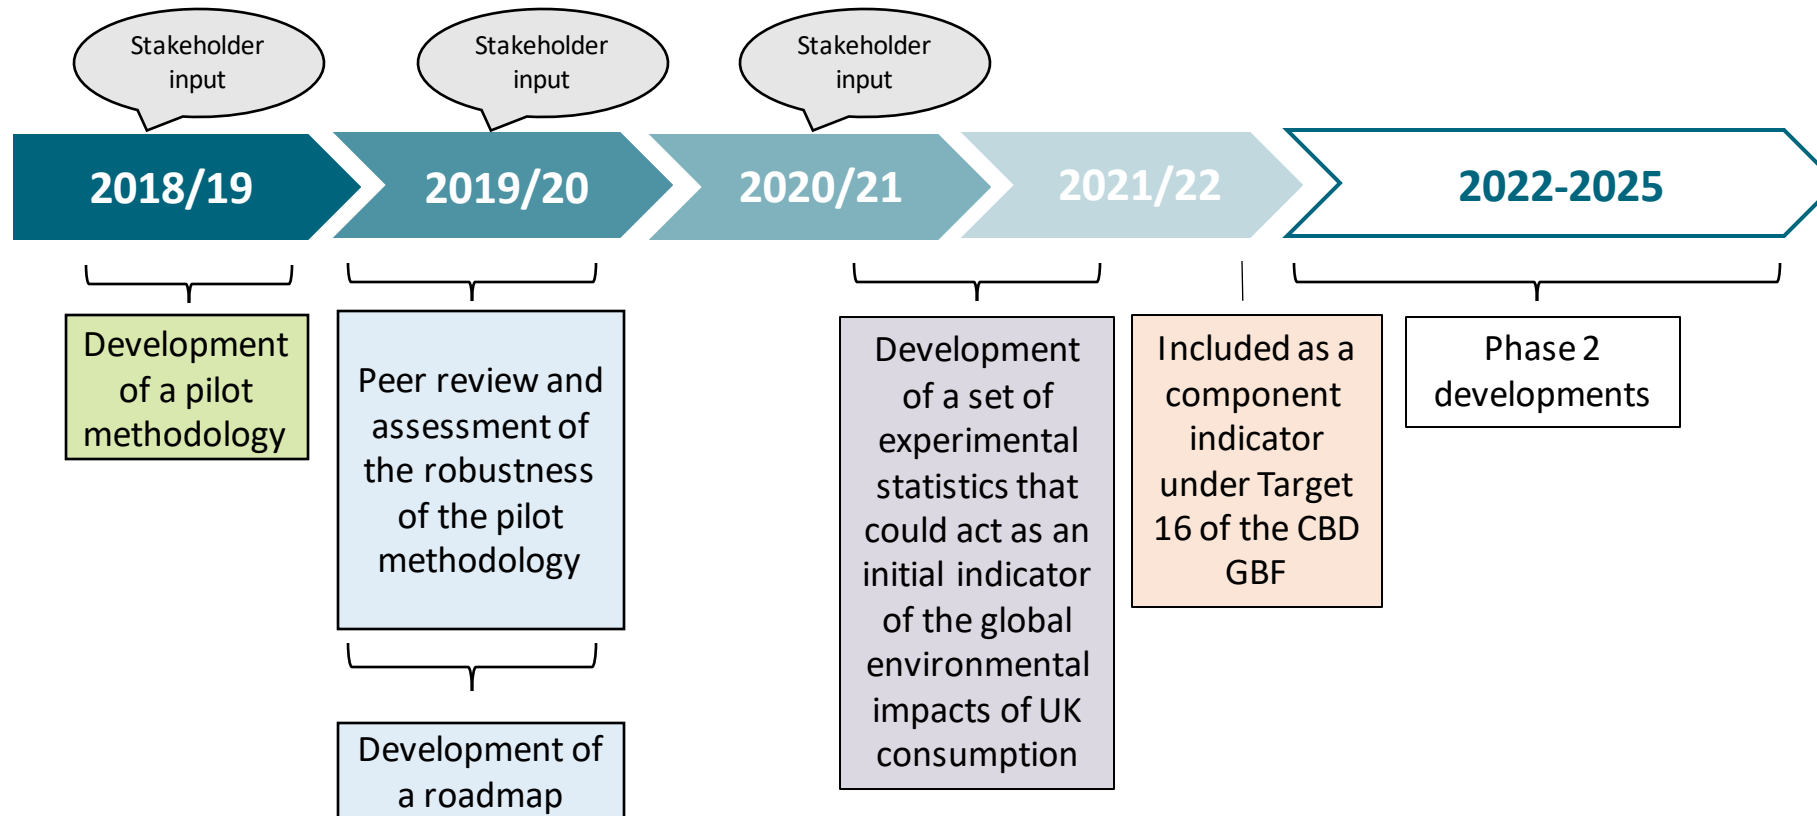 Stakeholder
input
Stakeholder
input
Stakeholder
input
2018/19
2019/20
2020/21
2021/22
2022-2025
Development
of a pilot
methodology
Peer review and
assessment of
the robustness
of the pilot
methodology
Development of
a roadmap
Development
of a set of
experimental
statistics that
could act as an
initial indicator
of the global
environmental
impacts of UK
consumption
Included as a
component
indicator
under Target
16 of the CBD
GBF
Phase 2
developments